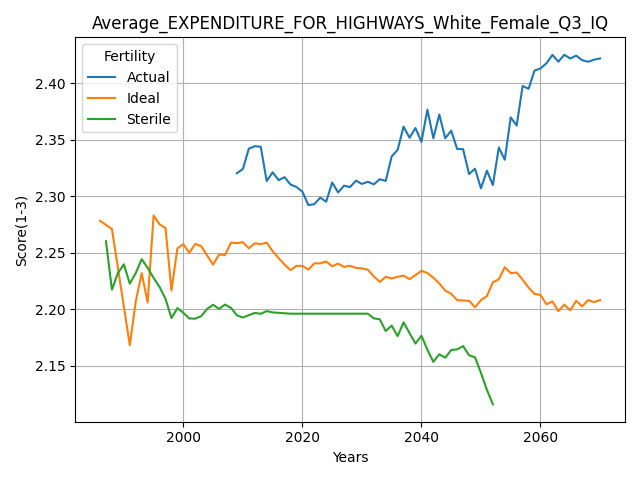 Average_EXPENDITURE_FOR_HIGHWAYS_White_Female_Q3_IQ
Fertility
Actual
Ideal
Sterile
Score(1-3)
2.40
2.35
2.30
2.25
2.20
2.15
2000
2020
2040
2060
Years